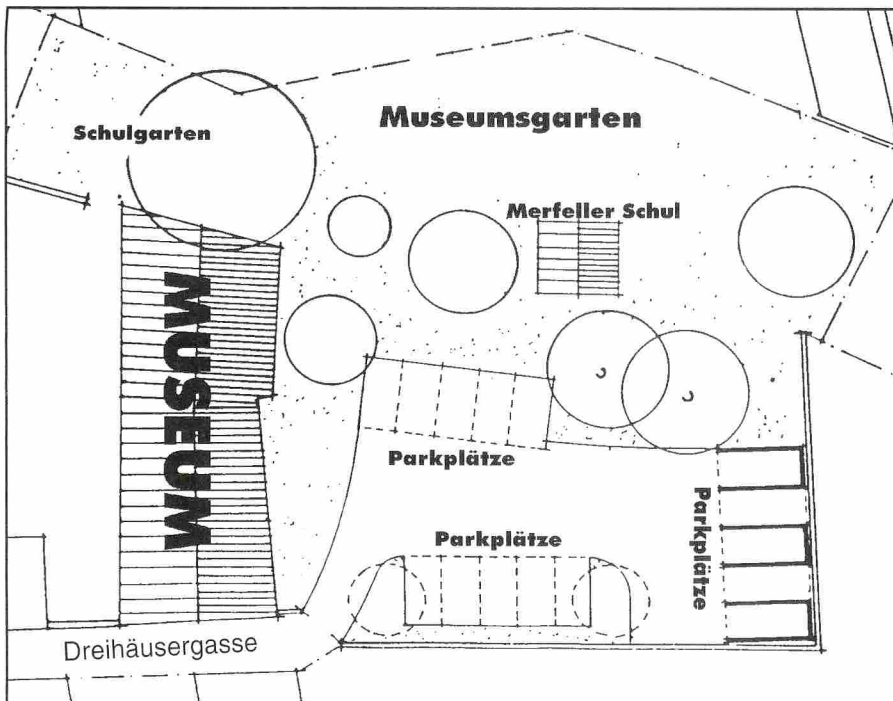 Schulgarten
Museumsgarten
Merfeller Schul
MUSEUM
Parkplätze
Parkplätze
Parkplätze
Dreihäusergasse